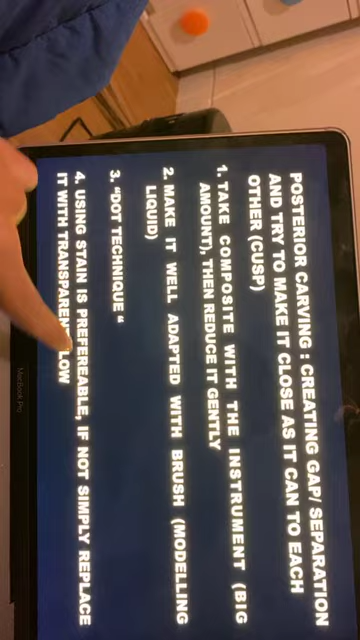 POSTERIOR CARVING : CREATING GAP/ SEPARATION
AND TRY TO MAKE IT CLOSE AS IT CAN TO EACH
OTHER (CUSP)
1. TAKE COMPOSITE WITH THE INSTRUMENT (BIG
AMOUNT), THEN REDUCE IT GENTLY
2. MAKE IT WELL ADAPTED WITH BRUSH (MODELLING
LIQUID)
3. “DOT TECHNIQUE “
4. USING STAIN IS PREFEREABLE, IF NOT SIMPLY REPLACE
IT WITH TRANSPARENT LOW
MacBook Pro